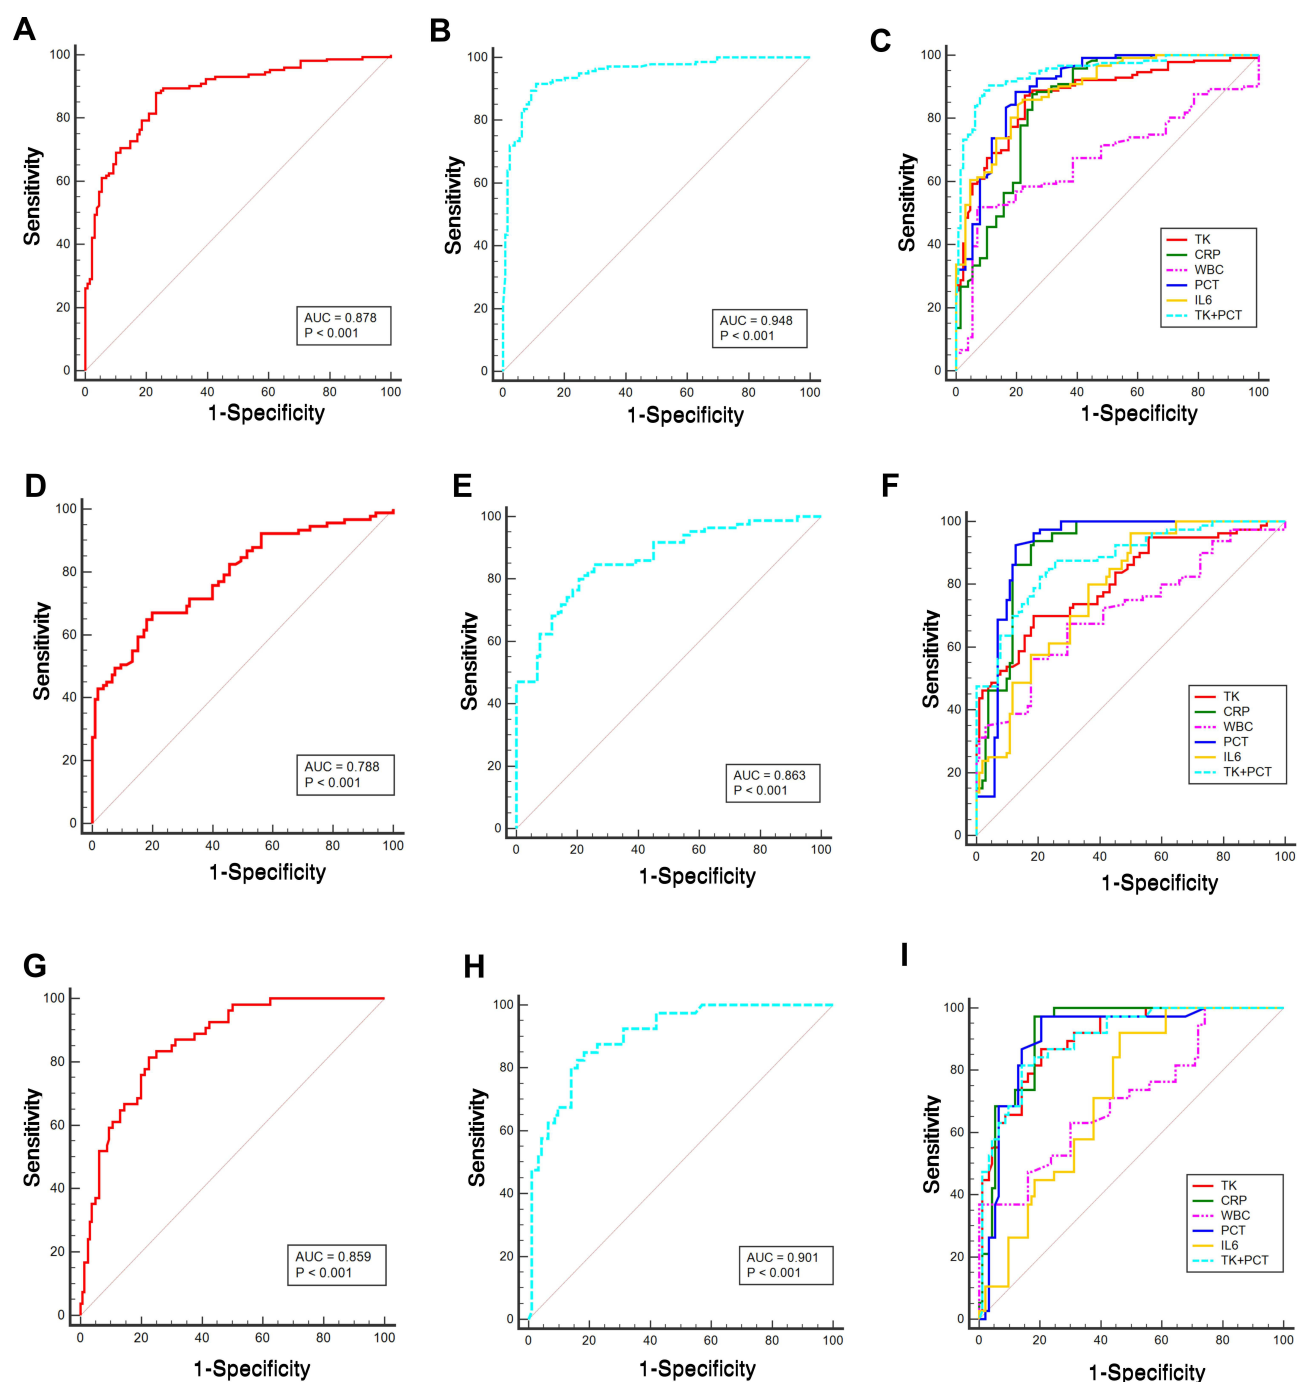 A
100
80
60
40
20
0
Sensitivity
AUC = 0.878
P < 0.001
0 20 40 60 80 100
1-Specificity
B
100
80
60
40
20
0
Sensitivity
AUC = 0.948
P < 0.001
0 20 40 60 80 100
1-Specificity
C
100
80
60
40
20
0
Sensitivity
TK
CRP
WBC
PCT
IL6
TK+PCT
0 20 40 60 80 100
1-Specificity
D
100
80
60
40
20
0
Sensitivity
AUC = 0.788
P < 0.001
0 20 40 60 80 100
1-Specificity
E
100
80
60
40
20
0
Sensitivity
AUC = 0.863
P < 0.001
0 20 40 60 80 100
1-Specificity
F
100
80
60
40
20
0
Sensitivity
TK
CRP
WBC
PCT
IL6
TK+PCT
0 20 40 60 80 100
1-Specificity
G
100
80
60
40
20
0
Sensitivity
AUC = 0.859
P < 0.001
0 20 40 60 80 100
1-Specificity
H
100
80
60
40
20
0
Sensitivity
AUC = 0.901
P < 0.001
0 20 40 60 80 100
1-Specificity
I
100
80
60
40
20
0
Sensitivity
TK
CRP
WBC
PCT
IL6
TK+PCT
0 20 40 60 80 100
1-Specificity